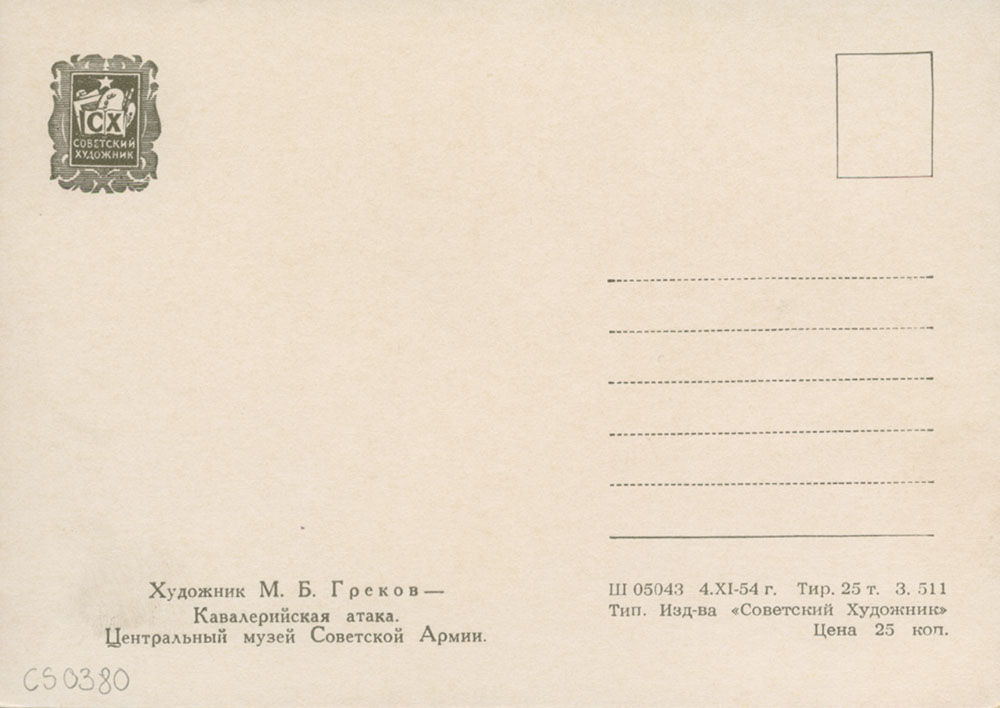 СХ
СОВЕТСКИЙ
ХУДОЖНИК
Художник М. Б. Греков —
Кавалерийская атака.
Центральный музей Советской Армии.
Ш 05043 4.XI-54 г. Тир. 25 т. З. 511
Тип. Изд-ва «Советский Художник»
Цена 25 коп.
CS0380